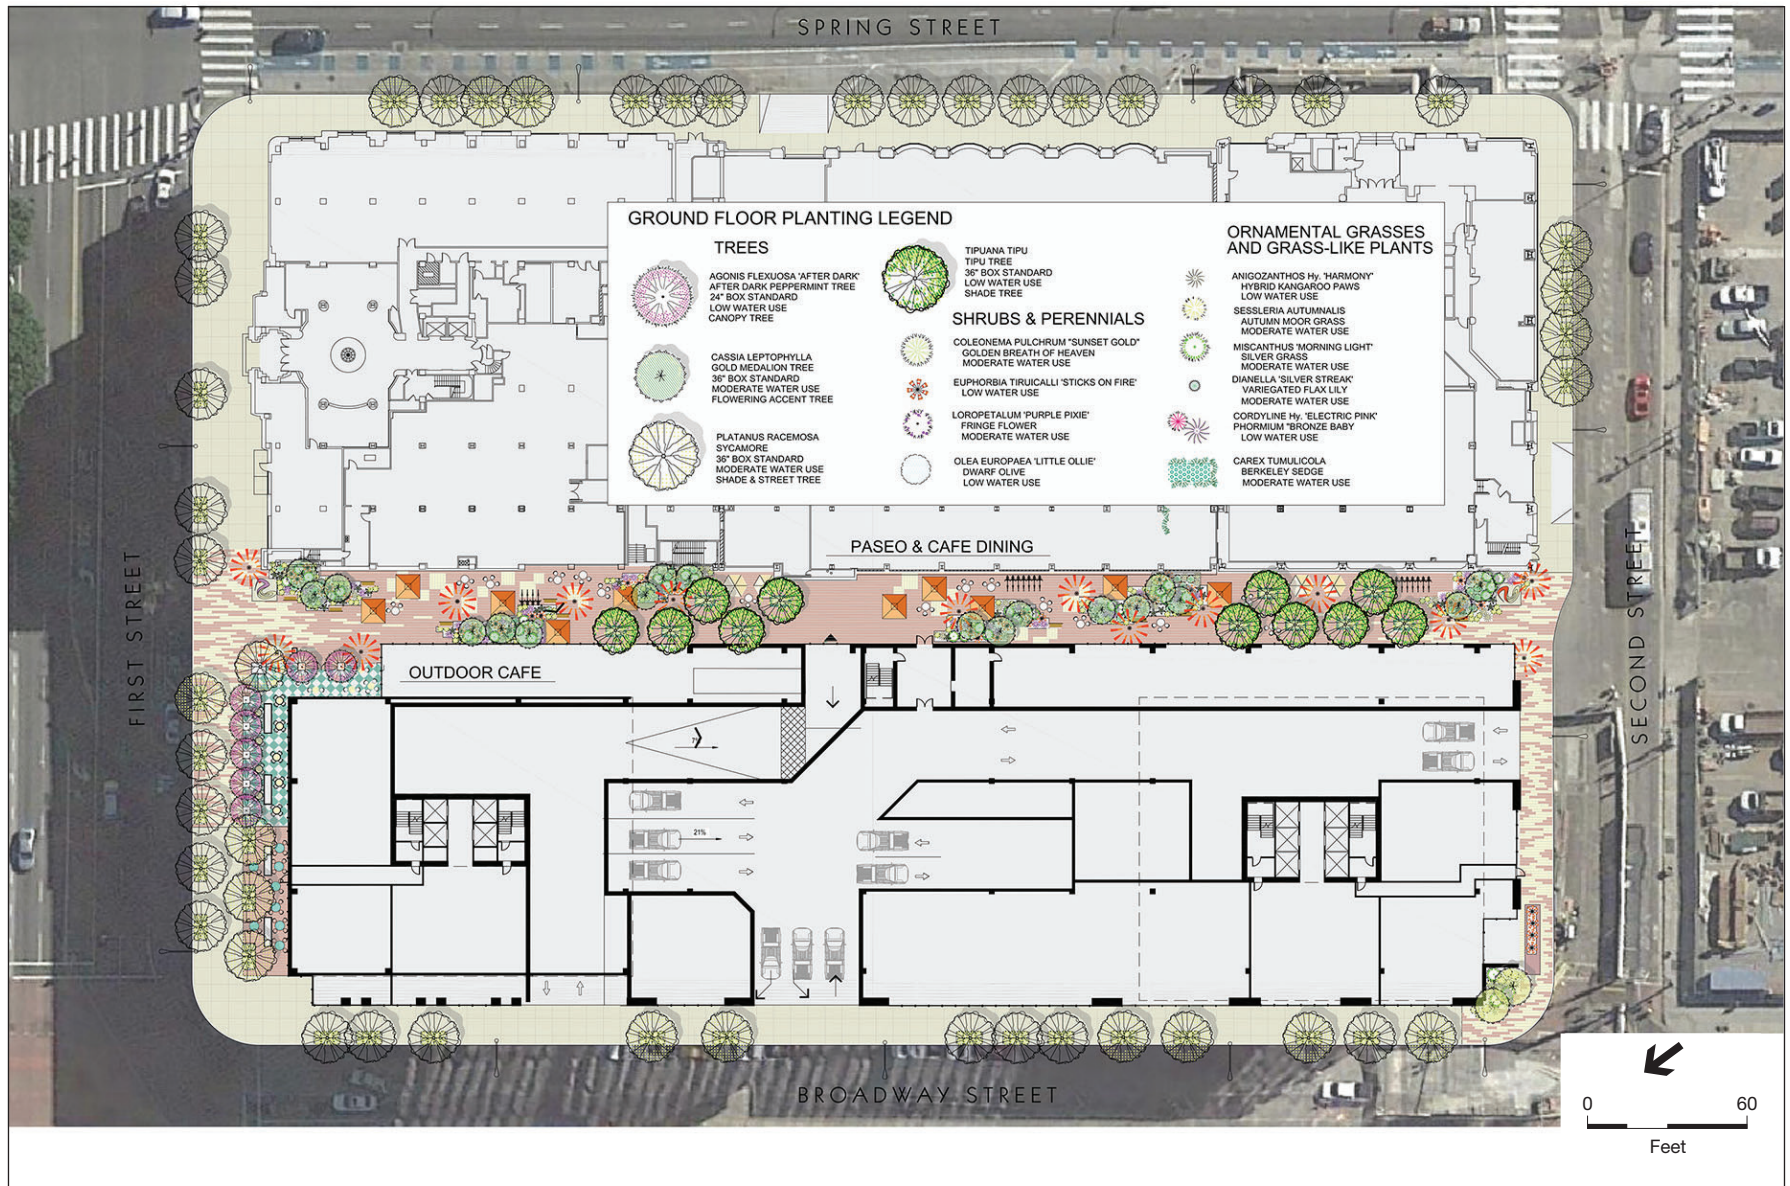 SPRING STREET
GROUND FLOOR PLANTING LEGEND
TREES
AGONIS FLEXUOSA 'AFTER DARK'
AFTER DARK PEPPERMINT TREE
24" BOX STANDARD
LOW WATER USE
CANOPY TREE
CASSIA LEPTOPHYLLA
GOLD MEDALION TREE
36" BOX STANDARD
MODERATE WATER USE
FLOWERING ACCENT TREE
PLATANUS RACEMOSA
SYCAMORE
36" BOX STANDARD
MODERATE WATER USE
SHADE & STREET TREE
TIPUANA TIPU
TIPU TREE
36" BOX STANDARD
LOW WATER USE
SHADE TREE
SHRUBS & PERENNIALS
COLEONEMA PULCHRUM "SUNSET GOLD"
GOLDEN BREATH OF HEAVEN
MODERATE WATER USE
EUPHORBIA TIRUICALLI 'STICKS ON FIRE'
LOW WATER USE
LOROPETALUM 'PURPLE PIXIE'
FRINGE FLOWER
MODERATE WATER USE
OLEA EUROPAEA 'LITTLE OLLIE'
DWARF OLIVE
LOW WATER USE
ORNAMENTAL GRASSES
AND GRASS-LIKE PLANTS
ANIGOZANTHOS Hy. 'HARMONY'
HYBRID KANGAROO PAWS
LOW WATER USE
SESSLERIA AUTUMNALIS
AUTUMN MOOR GRASS
MODERATE WATER USE
MISCANTHUS 'MORNING LIGHT'
SILVER GRASS
MODERATE WATER USE
DIANELLA 'SILVER STREAK'
VARIEGATED FLAX LILY
MODERATE WATER USE
CORDYLINE Hy. 'ELECTRIC PINK'
PHORMIUM "BRONZE BABY
LOW WATER USE
CAREX TUMULICOLA
BERKELEY SEDGE
MODERATE WATER USE
PASEO & CAFE DINING
OUTDOOR CAFE
FIRST STREET
SECOND STREET
7%
21%
BROADWAY STREET
0 60
Feet